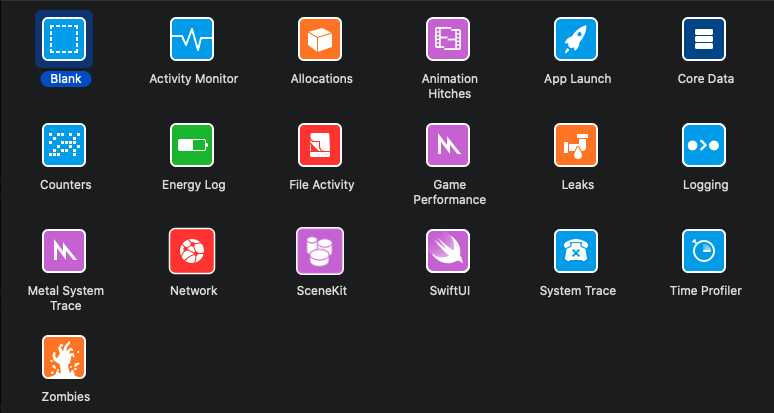 Blank
Activity Monitor
Allocations
Animation
Hitches
App Launch
Core Data
Counters
Energy Log
File Activity
Game
Performance
Leaks
Logging
Metal System
Trace
Network
SceneKit
SwiftUI
System Trace
Time Profiler
Zombies